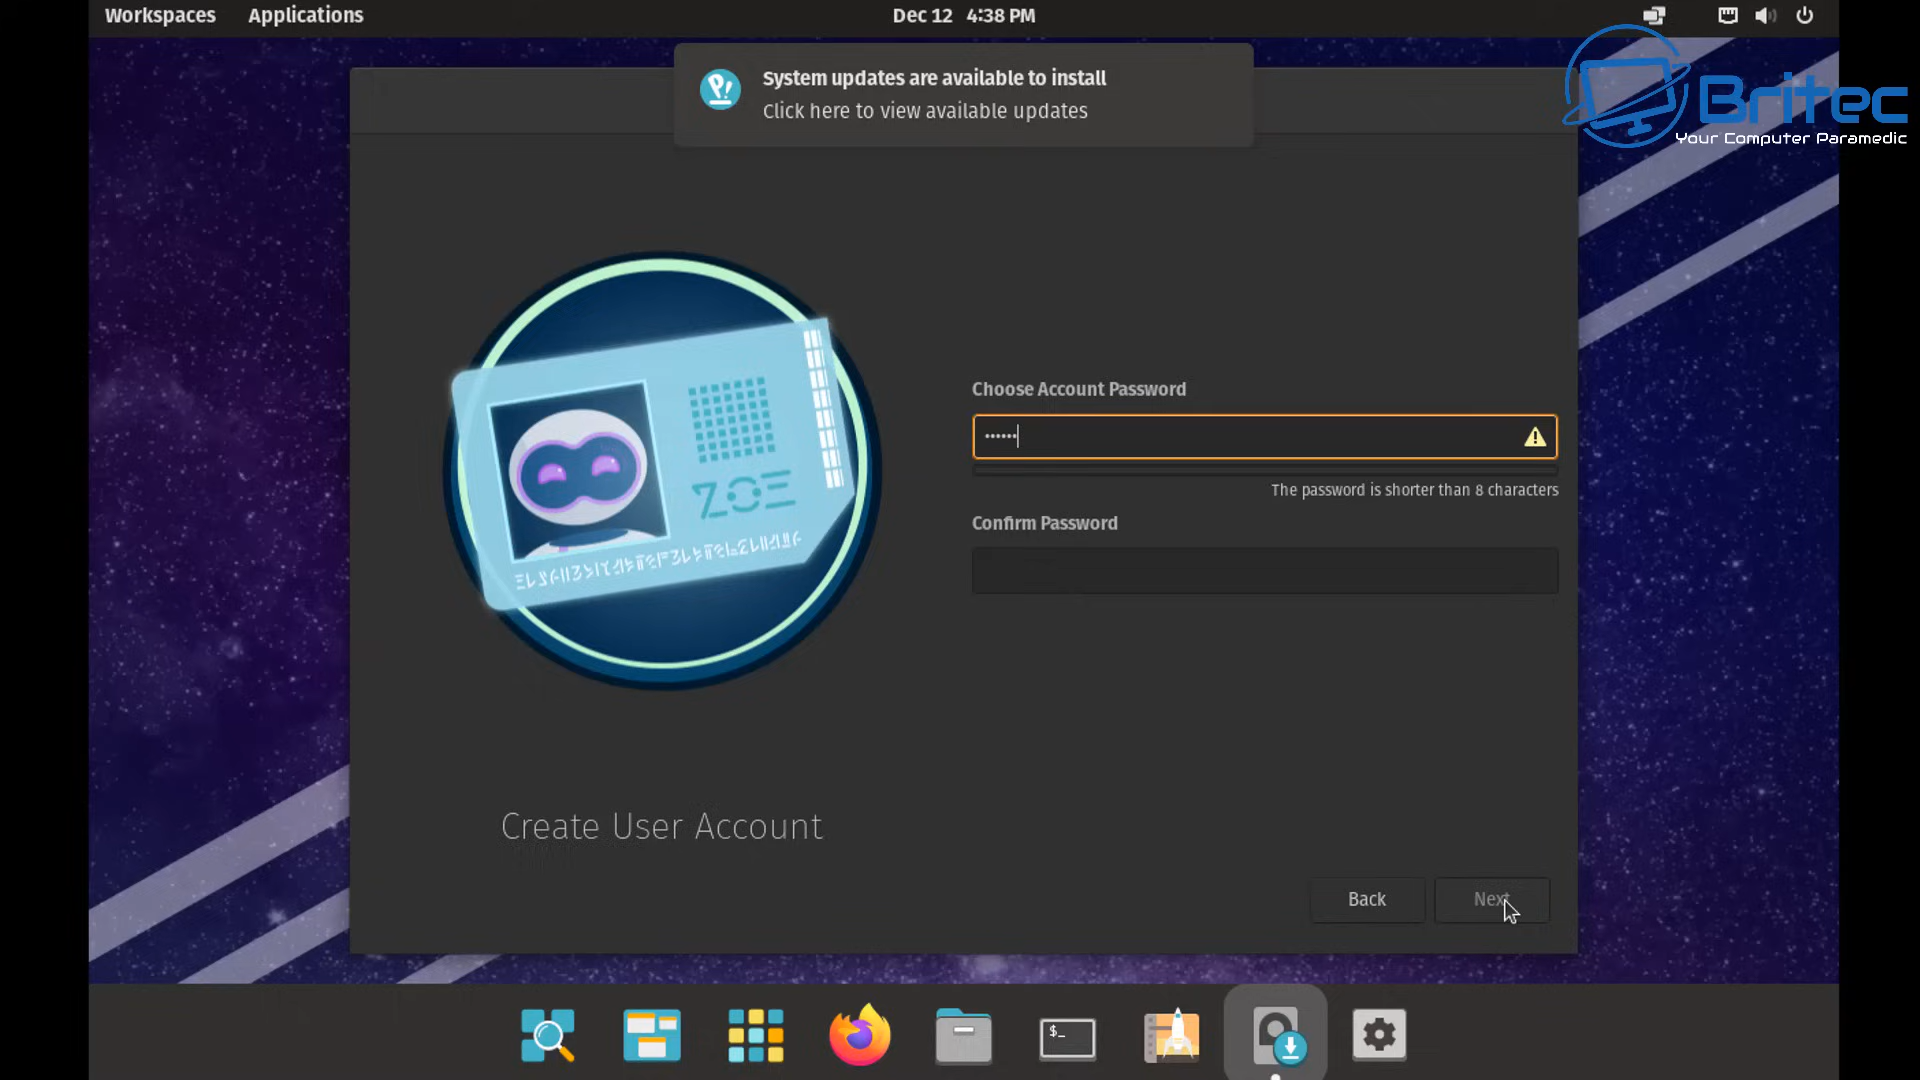 Workspaces Applications Dec 12 4:38 PM
System updates are available to install
Click here to view available updates
Britec
Your Computer Paramedic
Choose Account Password
••••••
The password is shorter than 8 characters
Confirm Password
ZOE
Create User Account
Back Next
$_